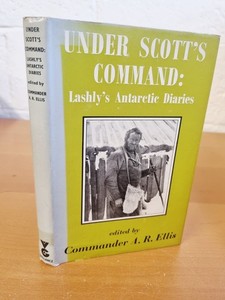 UNDER SCOTT'S
COMMAND:
Lashly's Antarctic Diaries
edited by
Commander A. R. Ellis
UNDER
SCOTT'S
COMMAND:
LASHLY'S
ANTARCTIC
DIARIES
edited by
COMMANDER
A. R. ELLIS